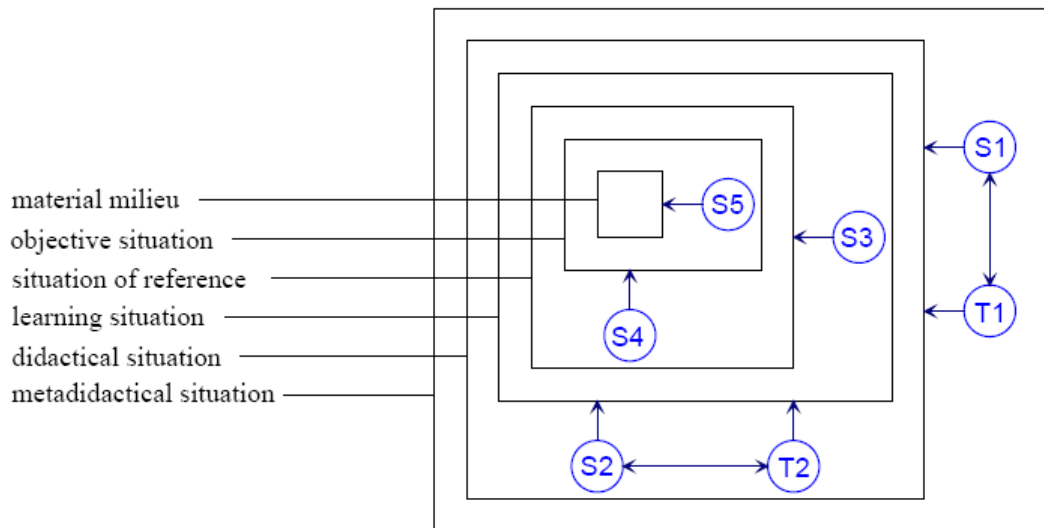 S1
material milieu
S5
objective situation
S3
situation of reference
learning situation
T1
S4
didactical situation
metadidactical situation
S2
T2